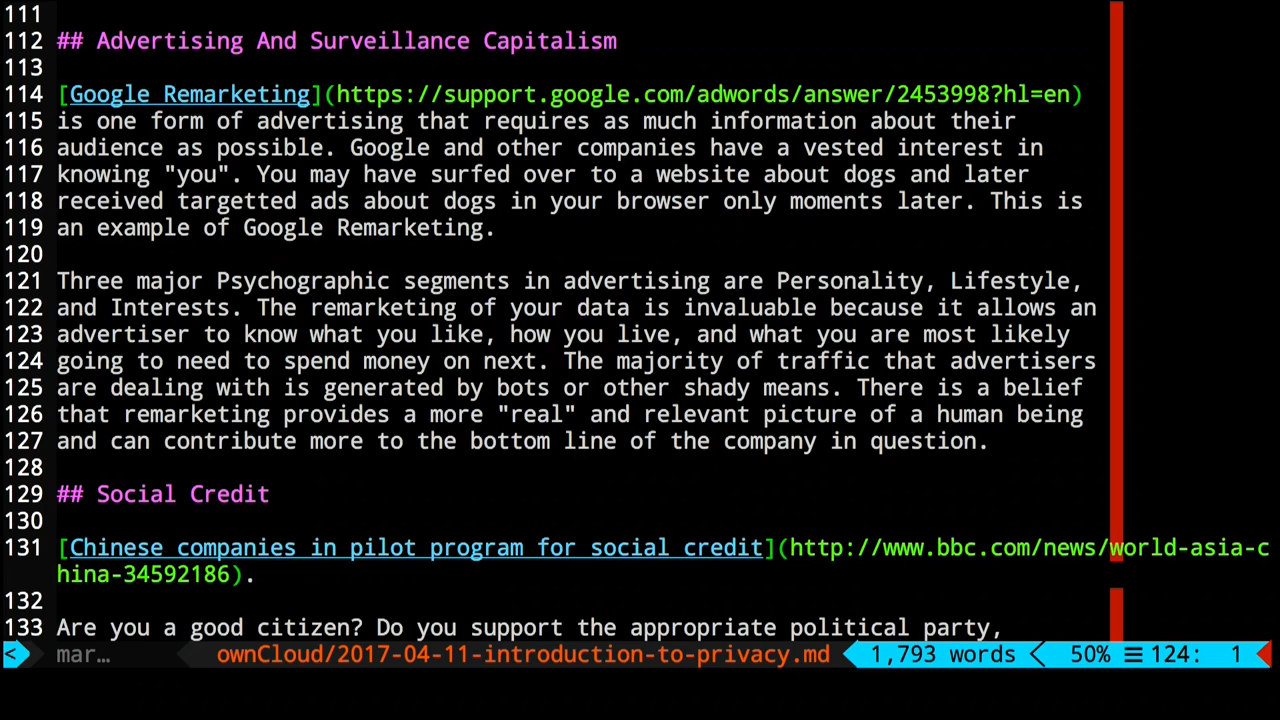 111
112 ## Advertising And Surveillance Capitalism
113
114 [Google Remarketing](https://support.google.com/adwords/answer/2453998?hl=en)
115 is one form of advertising that requires as much information about their
116 audience as possible. Google and other companies have a vested interest in
117 knowing "you". You may have surfed over to a website about dogs and later
118 received targetted ads about dogs in your browser only moments later. This is
119 an example of Google Remarketing.
120
121 Three major Psychographic segments in advertising are Personality, Lifestyle,
122 and Interests. The remarketing of your data is invaluable because it allows an
123 advertiser to know what you like, how you live, and what you are most likely
124 going to need to spend money on next. The majority of traffic that advertisers
125 are dealing with is generated by bots or other shady means. There is a belief
126 that remarketing provides a more "real" and relevant picture of a human being
127 and can contribute more to the bottom line of the company in question.
128
129 ## Social Credit
130
131 [Chinese companies in pilot program for social credit](http://www.bbc.com/news/world-asia-c
hina-34592186).
132
133 Are you a good citizen? Do you support the appropriate political party,
< mar… ownCloud/2017-04-11-introduction-to-privacy.md 1,793 words < 50% ☰ 124: 1